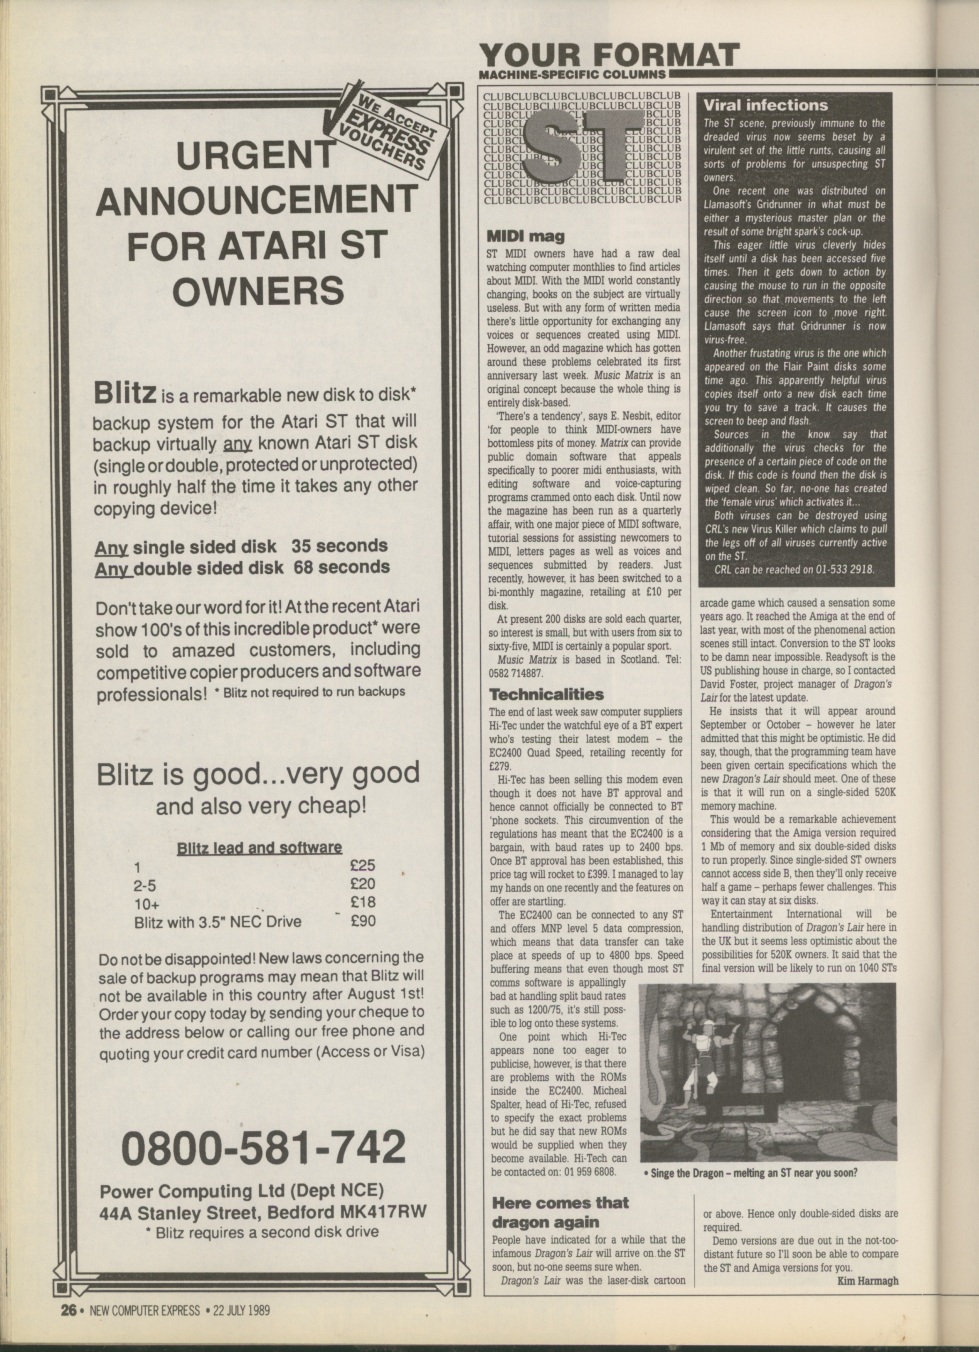 YOUR FORMAT
MACHINE-SPECIFIC COLUMNS
WE ACCEPT
EXPRESS
VOUCHERS
URGENT
ANNOUNCEMENT
FOR ATARI ST
OWNERS
Blitz is a remarkable new disk to disk*
backup system for the Atari ST that will
backup virtually any known Atari ST disk
(single or double, protected or unprotected)
in roughly half the time it takes any other
copying device!
Any single sided disk 35 seconds
Any double sided disk 68 seconds
Don't take our word for it! At the recent Atari
show 100's of this incredible product* were
sold to amazed customers, including
competitive copier producers and software
professionals! * Blitz not required to run backups
Blitz is good...very good
and also very cheap!
Blitz lead and software
1 £25
2-5 £20
10+ £18
Blitz with 3.5" NEC Drive £90
Do not be disappointed! New laws concerning the
sale of backup programs may mean that Blitz will
not be available in this country after August 1st!
Order your copy today by sending your cheque to
the address below or calling our free phone and
quoting your credit card number (Access or Visa)
0800-581-742
Power Computing Ltd (Dept NCE)
44A Stanley Street, Bedford MK417RW
* Blitz requires a second disk drive
CLUBCLUBCLUBCLUBCLUBCLUBCLUB
ST
CLUBCLUBCLUBCLUBCLUBCLUBCLUB
MIDI mag
ST MIDI owners have had a raw deal
watching computer monthlies to find articles
about MIDI. With the MIDI world constantly
changing, books on the subject are virtually
useless. But with any form of written media
there's little opportunity for exchanging any
voices or sequences created using MIDI.
However, an odd magazine which has gotten
around these problems celebrated its first
anniversary last week. Music Matrix is an
original concept because the whole thing is
entirely disk-based.
'There's a tendency', says E. Nesbit, editor
'for people to think MIDI-owners have
bottomless pits of money. Matrix can provide
public domain software that appeals
specifically to poorer midi enthusiasts, with
editing software and voice-capturing
programs crammed onto each disk. Until now
the magazine has been run as a quarterly
affair, with one major piece of MIDI software,
tutorial sessions for assisting newcomers to
MIDI, letters pages as well as voices and
sequences submitted by readers. Just
recently, however, it has been switched to a
bi-monthly magazine, retailing at £10 per
disk.
At present 200 disks are sold each quarter,
so interest is small, but with users from six to
sixty-five, MIDI is certainly a popular sport.
Music Matrix is based in Scotland. Tel:
0582 714887.
Technicalities
The end of last week saw computer suppliers
Hi-Tec under the watchful eye of a BT expert
who's testing their latest modem – the
EC2400 Quad Speed, retailing recently for
£279.
Hi-Tec has been selling this modem even
though it does not have BT approval and
hence cannot officially be connected to BT
'phone sockets. This circumvention of the
regulations has meant that the EC2400 is a
bargain, with baud rates up to 2400 bps.
Once BT approval has been established, this
price tag will rocket to £399. I managed to lay
my hands on one recently and the features on
offer are startling.
The EC2400 can be connected to any ST
and offers MNP level 5 data compression,
which means that data transfer can take
place at speeds of up to 4800 bps. Speed
buffering means that even though most ST
comms software is appallingly
bad at handling split baud rates
such as 1200/75, it's still poss-
ible to log onto these systems.
One point which Hi-Tec
appears none too eager to
publicise, however, is that there
are problems with the ROMs
inside the EC2400. Micheal
Spalter, head of Hi-Tec, refused
to specify the exact problems
but he did say that new ROMs
would be supplied when they
become available. Hi-Tech can
be contacted on: 01 959 6808.
Here comes that
dragon again
People have indicated for a while that the
infamous Dragon's Lair will arrive on the ST
soon, but no-one seems sure when.
Dragon's Lair was the laser-disk cartoon
Viral infections
The ST scene, previously immune to the
dreaded virus now seems beset by a
virulent set of the little runts, causing all
sorts of problems for unsuspecting ST
owners.
One recent one was distributed on
Llamasoft's Gridrunner in what must be
either a mysterious master plan or the
result of some bright spark's cock-up.
This eager little virus cleverly hides
itself until a disk has been accessed five
times. Then it gets down to action by
causing the mouse to run in the opposite
direction so that movements to the left
cause the screen icon to move right.
Llamasoft says that Gridrunner is now
virus-free.
Another frustating virus is the one which
appeared on the Flair Paint disks some
time ago. This apparently helpful virus
copies itself onto a new disk each time
you try to save a track. It causes the
screen to beep and flash.
Sources in the know say that
additionally the virus checks for the
presence of a certain piece of code on the
disk. If this code is found then the disk is
wiped clean. So far, no-one has created
the 'female virus' which activates it...
Both viruses can be destroyed using
CRL's new Virus Killer which claims to pull
the legs off of all viruses currently active
on the ST.
CRL can be reached on 01-533 2918.
arcade game which caused a sensation some
years ago. It reached the Amiga at the end of
last year, with most of the phenomenal action
scenes still intact. Conversion to the ST looks
to be damn near impossible. Readysoft is the
US publishing house in charge, so I contacted
David Foster, project manager of Dragon's
Lair for the latest update.
He insists that it will appear around
September or October – however he later
admitted that this might be optimistic. He did
say, though, that the programming team have
been given certain specifications which the
new Dragon's Lair should meet. One of these
is that it will run on a single-sided 520K
memory machine.
This would be a remarkable achievement
considering that the Amiga version required
1 Mb of memory and six double-sided disks
to run properly. Since single-sided ST owners
cannot access side B, then they'll only receive
half a game – perhaps fewer challenges. This
way it can stay at six disks.
Entertainment International will be
handling distribution of Dragon's Lair here in
the UK but it seems less optimistic about the
possibilities for 520K owners. It said that the
final version will be likely to run on 1040 STs
• Singe the Dragon – melting an ST near you soon?
or above. Hence only double-sided disks are
required.
Demo versions are due out in the not-too-
distant future so I'll soon be able to compare
the ST and Amiga versions for you.
Kim Harmagh
26 • NEW COMPUTER EXPRESS • 22 JULY 1989